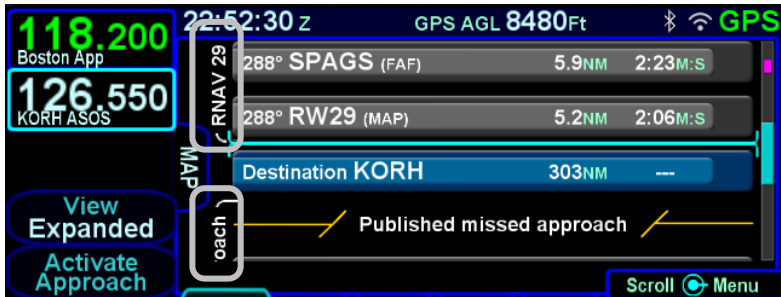 118.200
Boston App
126.550
KORH ASOS
View
Expanded
Activate
Approach
22:52:30 Z GPS AGL 8480Ft GPS
MAP
RNAV 29
288° SPAGS (FAF) 5.9NM 2:23M:S
288° RW29 (MAP) 5.2NM 2:06M:S
Destination KORH 303NM ---
oach
Published missed approach
Scroll Menu